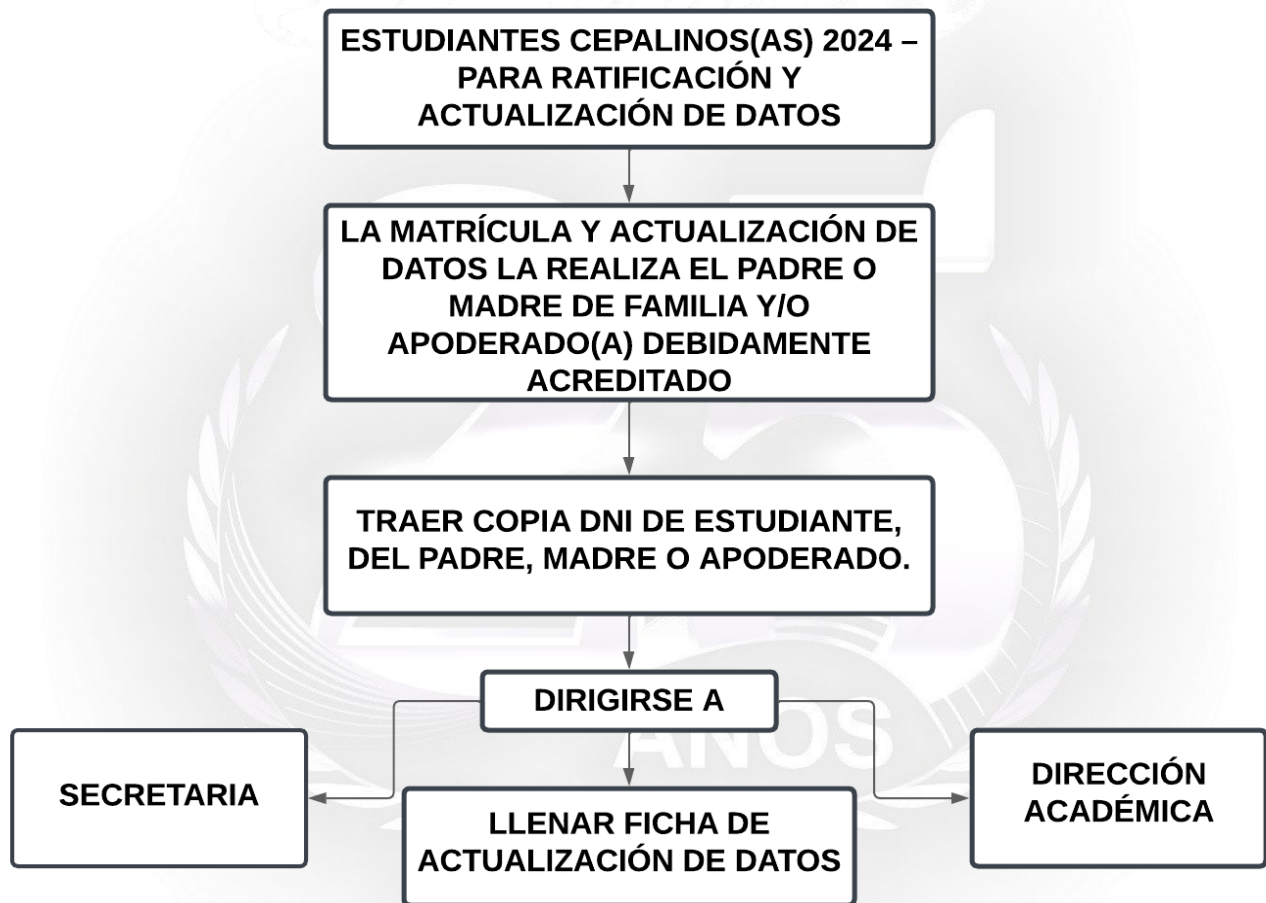 ESTUDIANTES CEPALINOS(AS) 2024 –
PARA RATIFICACIÓN Y
ACTUALIZACIÓN DE DATOS
LA MATRÍCULA Y ACTUALIZACIÓN DE
DATOS LA REALIZA EL PADRE O
MADRE DE FAMILIA Y/O
APODERADO(A) DEBIDAMENTE
ACREDITADO
TRAER COPIA DNI DE ESTUDIANTE,
DEL PADRE, MADRE O APODERADO.
DIRIGIRSE A
AÑOS
SECRETARIA
LLENAR FICHA DE
ACTUALIZACIÓN DE DATOS
DIRECCIÓN
ACADÉMICA